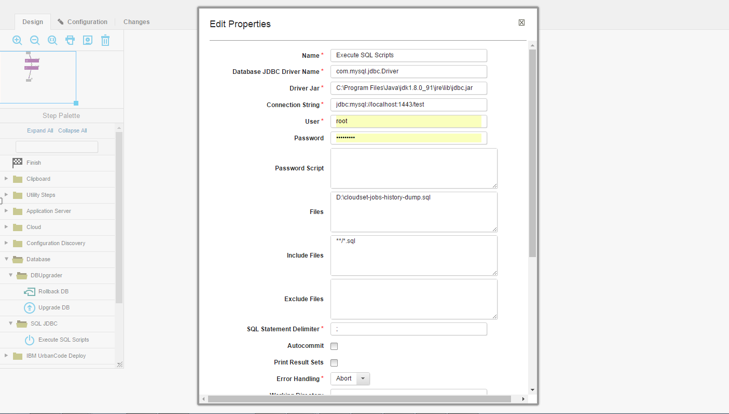 Design
Configuration
Changes
Step Palette
Expand All Collapse All
Finish
Clipboard
Utility Steps
Application Server
Cloud
Configuration Discovery
Database
DBUpgrader
Rollback DB
Upgrade DB
SQL JDBC
Execute SQL Scripts
IBM UrbanCode Deploy
Edit Properties
Name * Execute SQL Scripts
Database JDBC Driver Name * com.mysql.jdbc.Driver
Driver Jar * C:\Program Files\Java\jdk1.8.0_91\jre\lib\jdbc.jar
Connection String * jdbc:mysql://localhost:1443/test
User * root
Password •••••••••
Password Script
Files D:\cloudset-jobs-history-dump.sql
Include Files **/*.sql
Exclude Files
SQL Statement Delimiter * ;
Autocommit
Print Result Sets
Error Handling * Abort
Working Directory